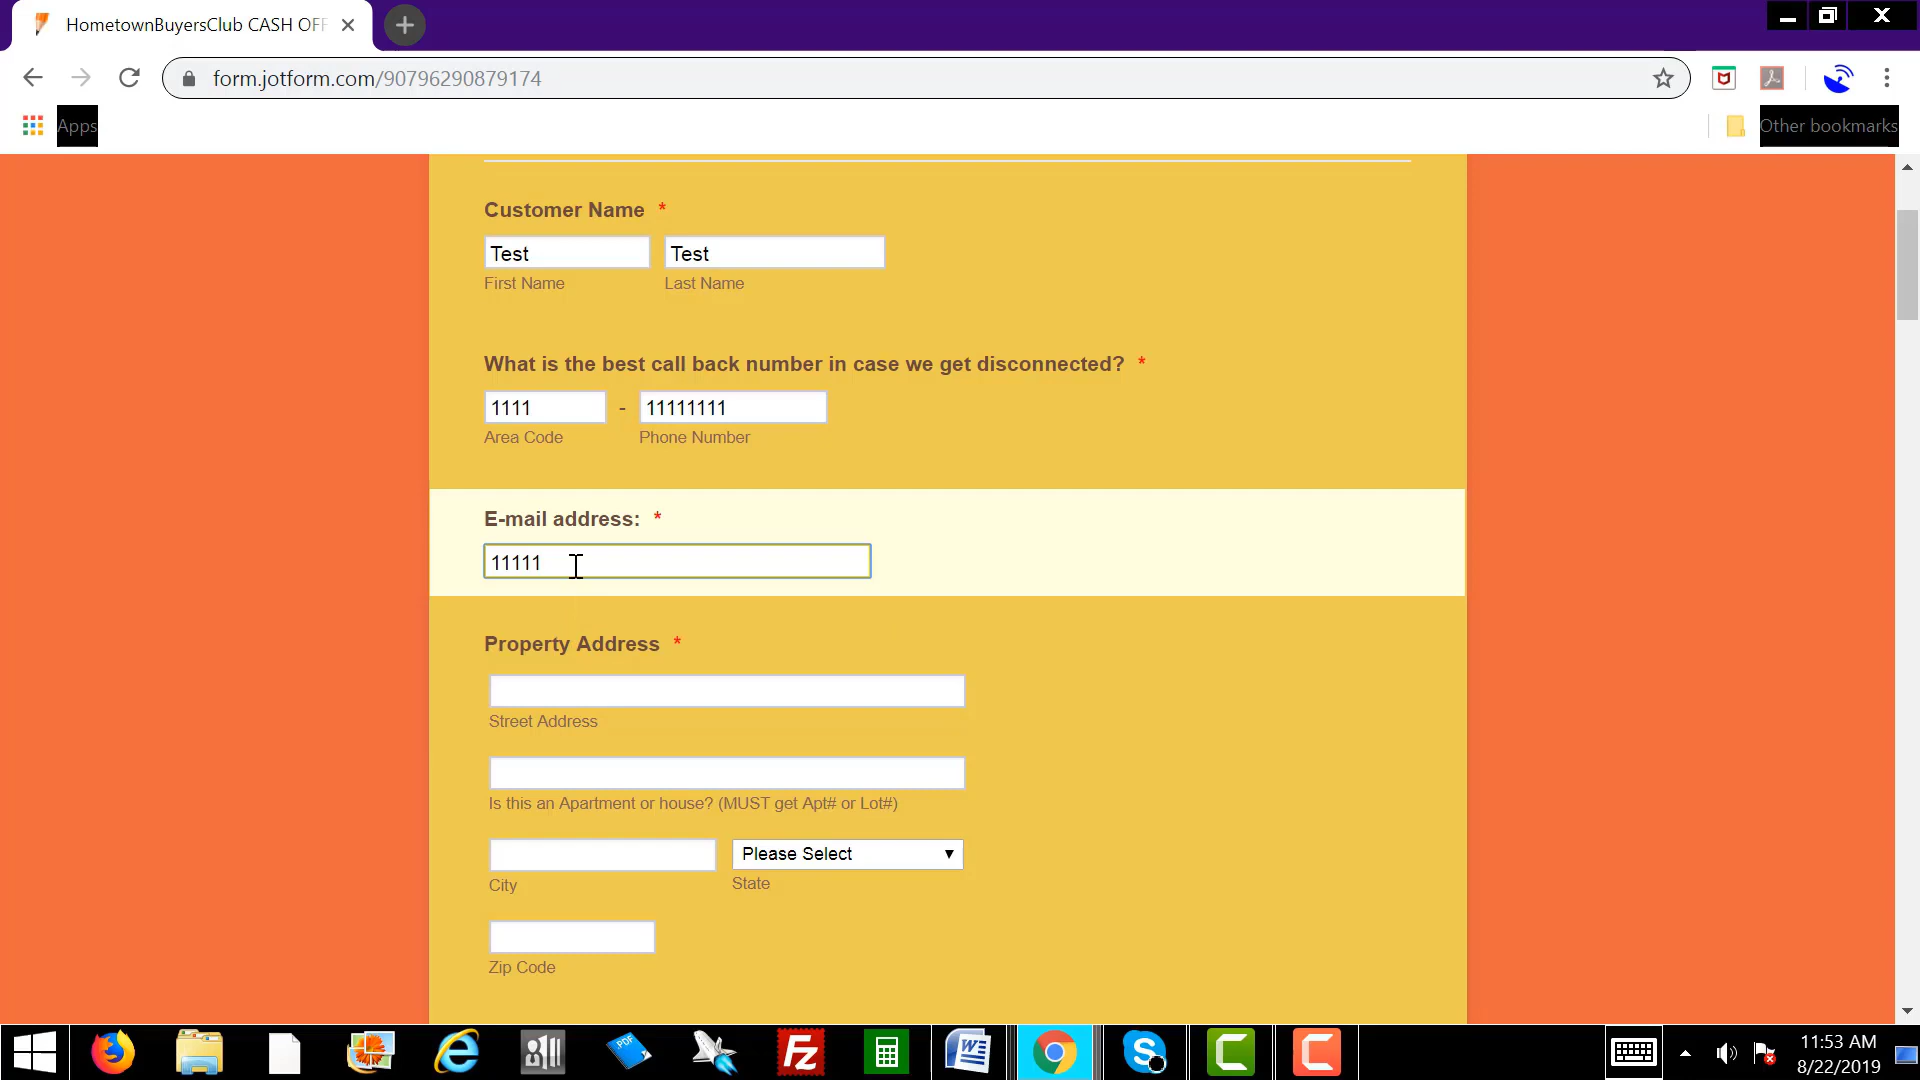 HometownBuyersClub CASH OFF
form.jotform.com/90796290879174
Apps
Other bookmarks
Customer Name *
Test Test
First Name Last Name
What is the best call back number in case we get disconnected? *
1111 - 11111111
Area Code Phone Number
E-mail address: *
11111
Property Address *
Street Address
Is this an Apartment or house? (MUST get Apt# or Lot#)
Please Select
City State
Zip Code
PDF
Fz
W
S
C
C
11:53 AM
8/22/2019